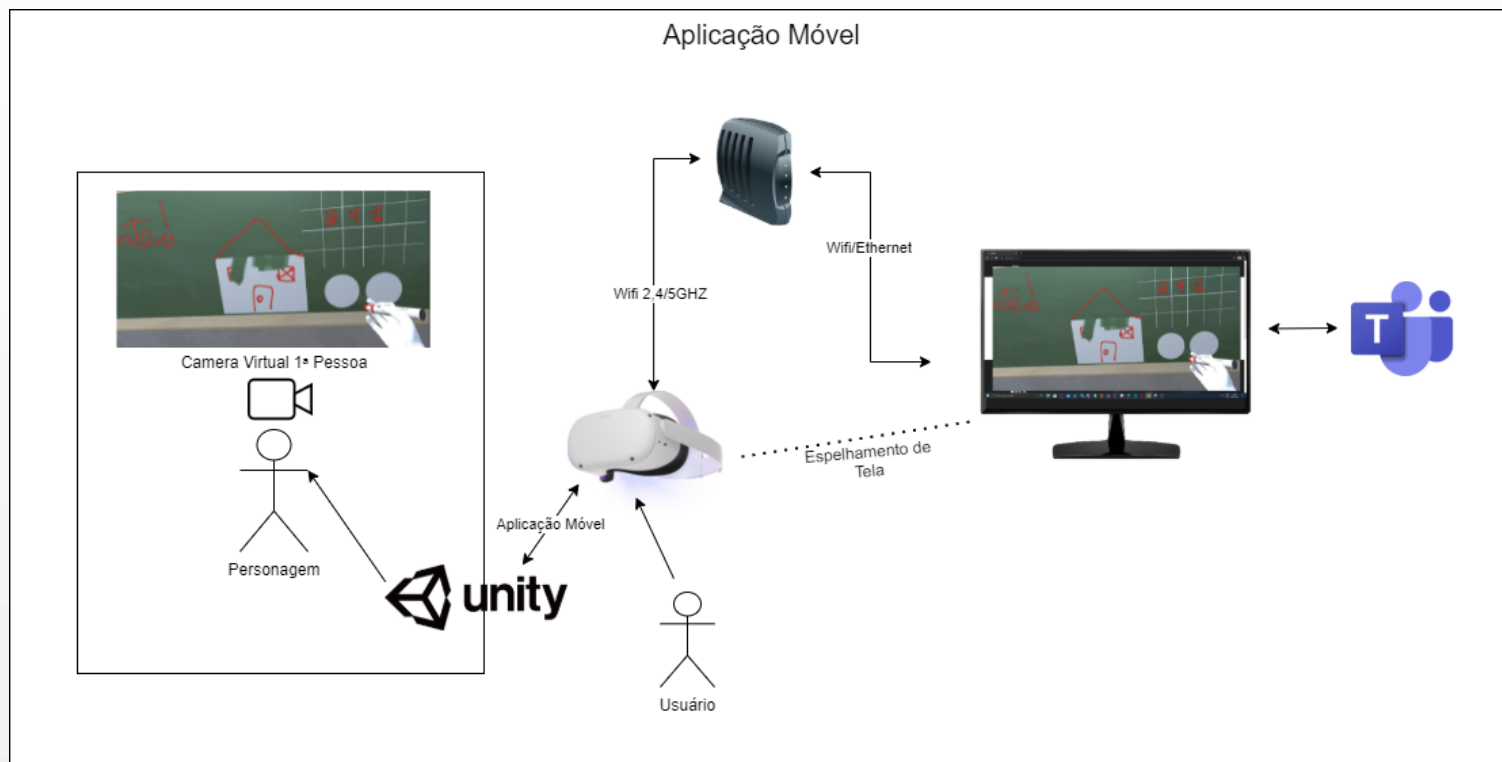 Aplicação Móvel
Wifi/Ethernet
Wifi 2,4/5GHZ
Camera Virtual 1ª Pessoa
T
Espelhamento de
Tela
Aplicação Móvel
Personagem
unity
Usuário